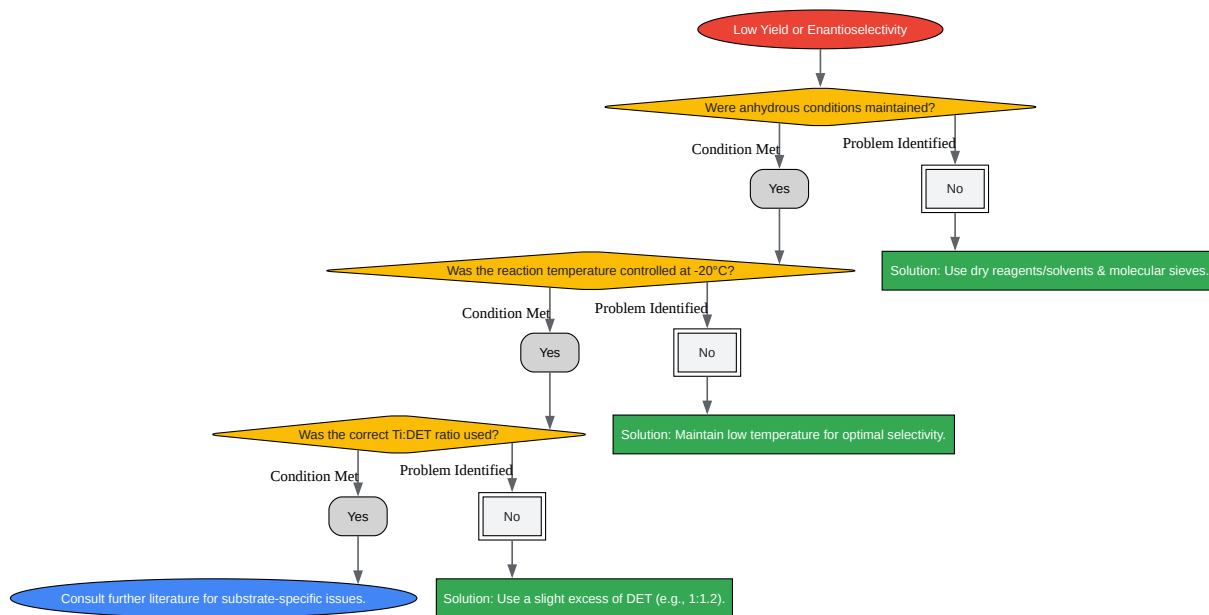 Low Yield or Enantioselectivity
Were anhydrous conditions maintained?
Condition Met
Problem Identified
Yes
No
Was the reaction temperature controlled at -20°C?
Solution: Use dry reagents/solvents & molecular sieves.
Condition Met
Problem Identified
Yes
No
Was the correct Ti:DET ratio used?
Solution: Maintain low temperature for optimal selectivity.
Condition Met
Problem Identified
Yes
No
Consult further literature for substrate-specific issues.
Solution: Use a slight excess of DET (e.g., 1:1.2).